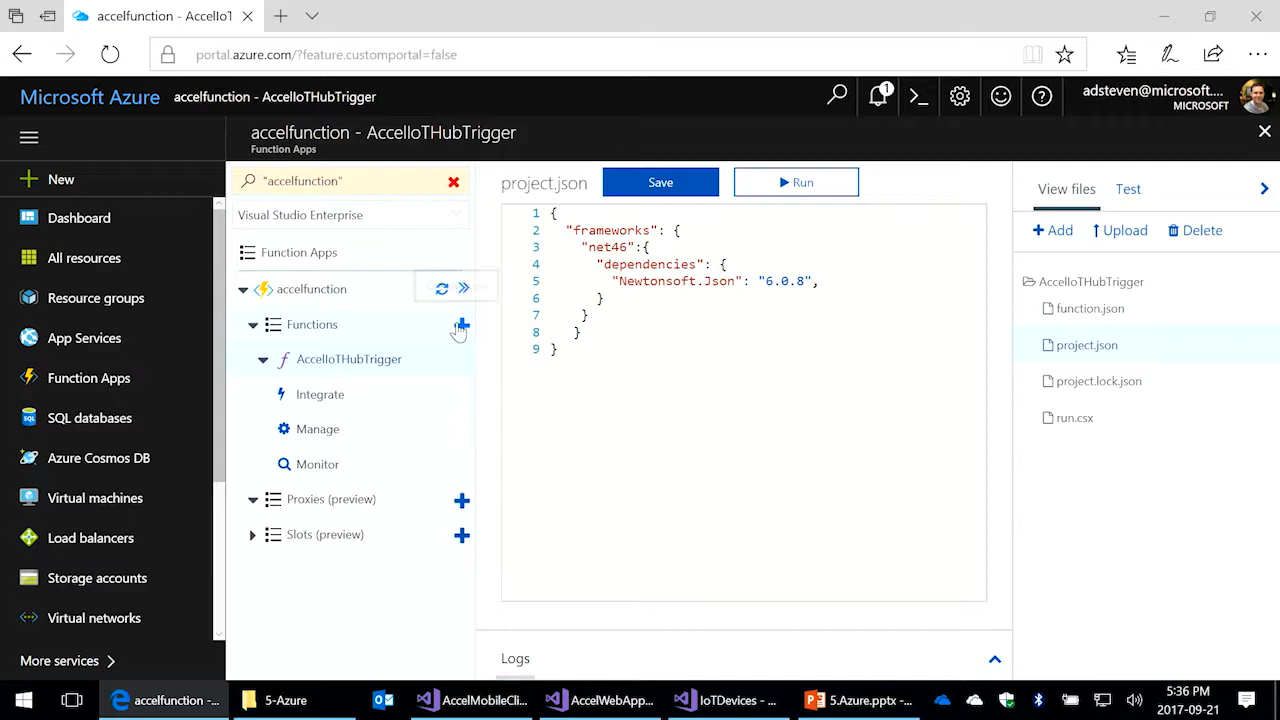 accelfunction - AccelIoT
portal.azure.com/?feature.customportal=false
Microsoft Azure
accelfunction - AccelIoTHubTrigger
1
adsteven@microsoft....
MICROSOFT
accelfunction - AccelIoTHubTrigger
Function Apps
New
Dashboard
All resources
Resource groups
App Services
Function Apps
SQL databases
Azure Cosmos DB
Virtual machines
Load balancers
Storage accounts
Virtual networks
More services
"accelfunction"
Visual Studio Enterprise
Function Apps
accelfunction
Functions
AccelIoTHubTrigger
Integrate
Manage
Monitor
Proxies (preview)
Slots (preview)
project.json
Save
Run
1 {
2 "frameworks": {
3 "net46":{
4 "dependencies": {
5 "Newtonsoft.Json": "6.0.8",
6 }
7 }
8 }
9 }
Logs
View files
Test
Add
Upload
Delete
AccelIoTHubTrigger
function.json
project.json
project.lock.json
run.csx
accelfunction -...
5-Azure
AccelMobileCli...
AccelWebApp...
IoTDevices - ...
5.Azure.pptx - ...
5:36 PM
2017-09-21